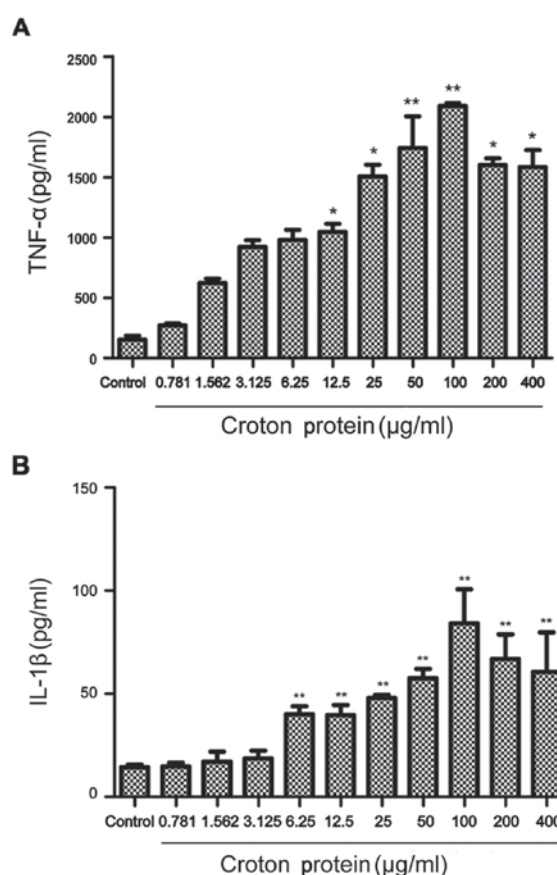 A
2500
2000
1500
1000
500
0
TNF-α (pg/ml)
* * ** ** * *
Control 0.781 1.562 3.125 6.25 12.5 25 50 100 200 400
Croton protein (µg/ml)
B
150
100
50
0
IL-1β (pg/ml)
** ** ** ** ** ** **
Control 0.781 1.562 3.125 6.25 12.5 25 50 100 200 400
Croton protein (µg/ml)